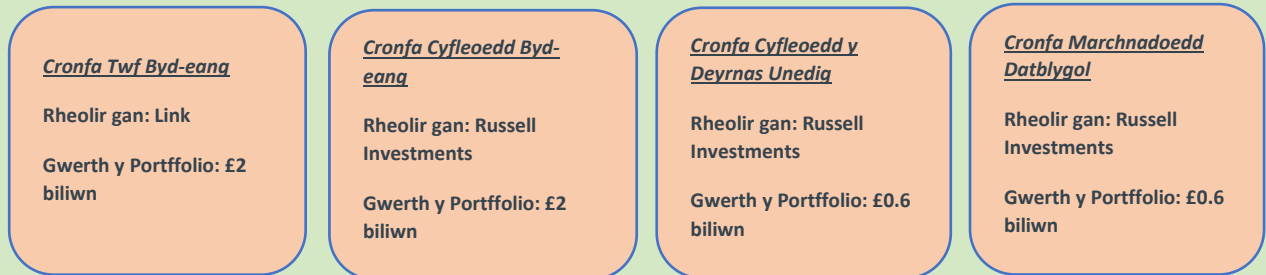 Cronfa Twf Byd-eang
Rheolir gan: Link
Gwerth y Portffolio: £2
biliwn
Cronfa Cyfleoedd Byd-
eang
Rheolir gan: Russell
Investments
Gwerth y Portffolio: £2
biliwn
Cronfa Cyfleoedd y
Deyrnas Unedig
Rheolir gan: Russell
Investments
Gwerth y Portffolio: £0.6
biliwn
Cronfa Marchnadoedd
Datblygol
Rheolir gan: Russell
Investments
Gwerth y Portffolio: £0.6
biliwn